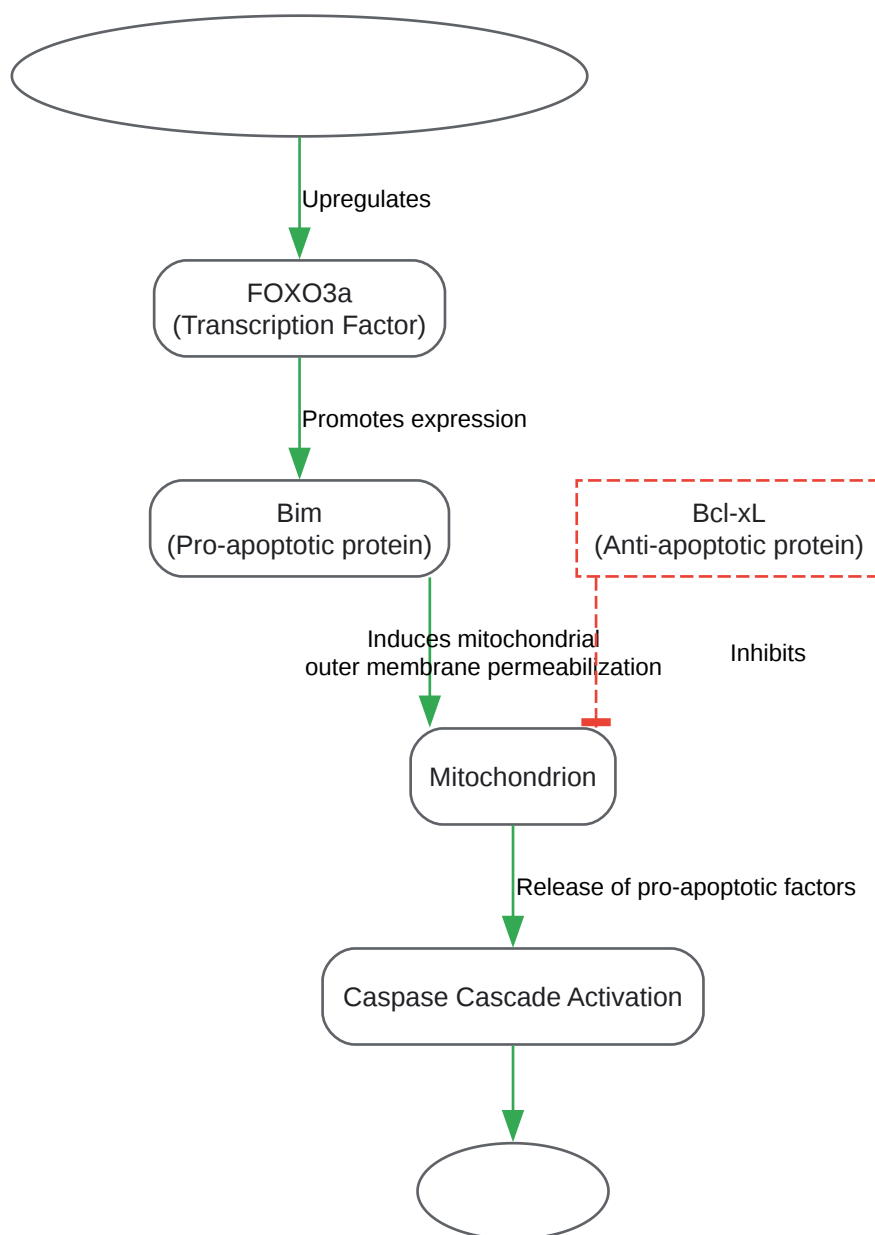 Upregulates
FOXO3a
(Transcription Factor)
Promotes expression
Bim
(Pro-apoptotic protein)
Bcl-xL
(Anti-apoptotic protein)
Induces mitochondrial
outer membrane permeabilization
Inhibits
Mitochondrion
Release of pro-apoptotic factors
Caspase Cascade Activation